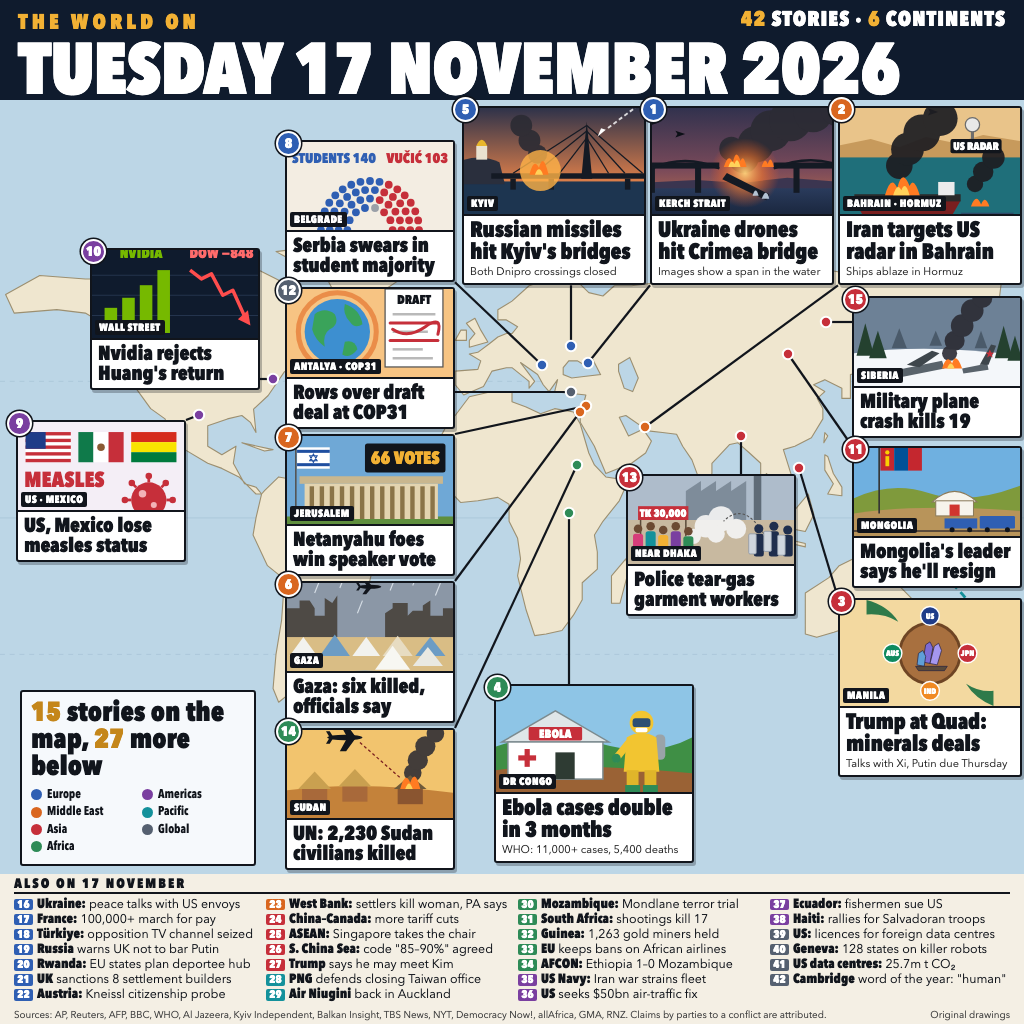 THE WORLD ON
42 STORIES · 6 CONTINENTS
TUESDAY 17 NOVEMBER 2026
5
KYIV
Russian missiles
hit Kyiv's bridges
Both Dnipro crossings closed
1
KERCH STRAIT
Ukraine drones
hit Crimea bridge
Images show a span in the water
2
US RADAR
BAHRAIN · HORMUZ
Iran targets US
radar in Bahrain
Ships ablaze in Hormuz
8
STUDENTS 140 VUČIĆ 103
BELGRADE
Serbia swears in
student majority
10
NVIDIA DOW −848
WALL STREET
Nvidia rejects
Huang's return
12
DRAFT
ANTALYA · COP31
Rows over draft
deal at COP31
15
SIBERIA
Military plane
crash kills 19
9
MEASLES
US · MEXICO
US, Mexico lose
measles status
7
66 VOTES
JERUSALEM
Netanyahu foes
win speaker vote
13
TK 30,000
NEAR DHAKA
Police tear-gas
garment workers
11
MONGOLIA
Mongolia's leader
says he'll resign
6
GAZA
Gaza: six killed,
officials say
3
US
AUS
JPN
IND
MANILA
Trump at Quad:
minerals deals
Talks with Xi, Putin due Thursday
14
SUDAN
UN: 2,230 Sudan
civilians killed
4
EBOLA
DR CONGO
Ebola cases double
in 3 months
WHO: 11,000+ cases, 5,400 deaths
15 stories on the
map, 27 more
below
Europe
Middle East
Asia
Africa
Americas
Pacific
Global
ALSO ON 17 NOVEMBER
16 Ukraine: peace talks with US envoys
17 France: 100,000+ march for pay
18 Türkiye: opposition TV channel seized
19 Russia warns UK not to bar Putin
20 Rwanda: EU states plan deportee hub
21 UK sanctions 8 settlement builders
22 Austria: Kneissl citizenship probe
23 West Bank: settlers kill woman, PA says
24 China-Canada: more tariff cuts
25 ASEAN: Singapore takes the chair
26 S. China Sea: code "85–90%" agreed
27 Trump says he may meet Kim
28 PNG defends closing Taiwan office
29 Air Niugini back in Auckland
30 Mozambique: Mondlane terror trial
31 South Africa: shootings kill 17
32 Guinea: 1,263 gold miners held
33 EU keeps bans on African airlines
34 AFCON: Ethiopia 1–0 Mozambique
35 US Navy: Iran war strains fleet
36 US seeks $50bn air-traffic fix
37 Ecuador: fishermen sue US
38 Haiti: rallies for Salvadoran troops
39 US: licences for foreign data centres
40 Geneva: 128 states on killer robots
41 US data centres: 25.7m t CO₂
42 Cambridge word of the year: "human"
Sources: AP, Reuters, AFP, BBC, WHO, Al Jazeera, Kyiv Independent, Balkan Insight, TBS News, NYT, Democracy Now!, allAfrica, GMA, RNZ. Claims by parties to a conflict are attributed.
Original drawings